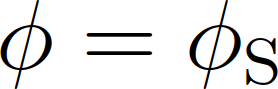 ϕ = ϕ_S